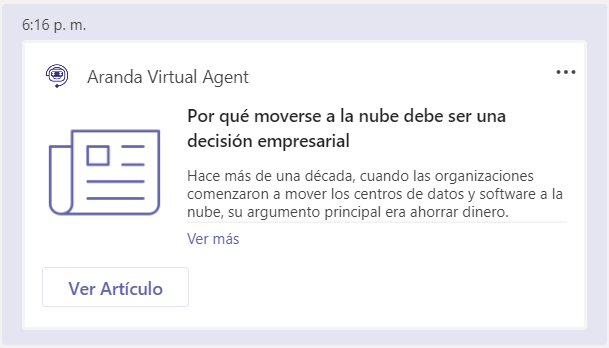 6:16 p. m.
Aranda Virtual Agent
Por qué moverse a la nube debe ser una
decisión empresarial
Hace más de una década, cuando las organizaciones
comenzaron a mover los centros de datos y software a la
nube, su argumento principal era ahorrar dinero.
Ver más
Ver Artículo